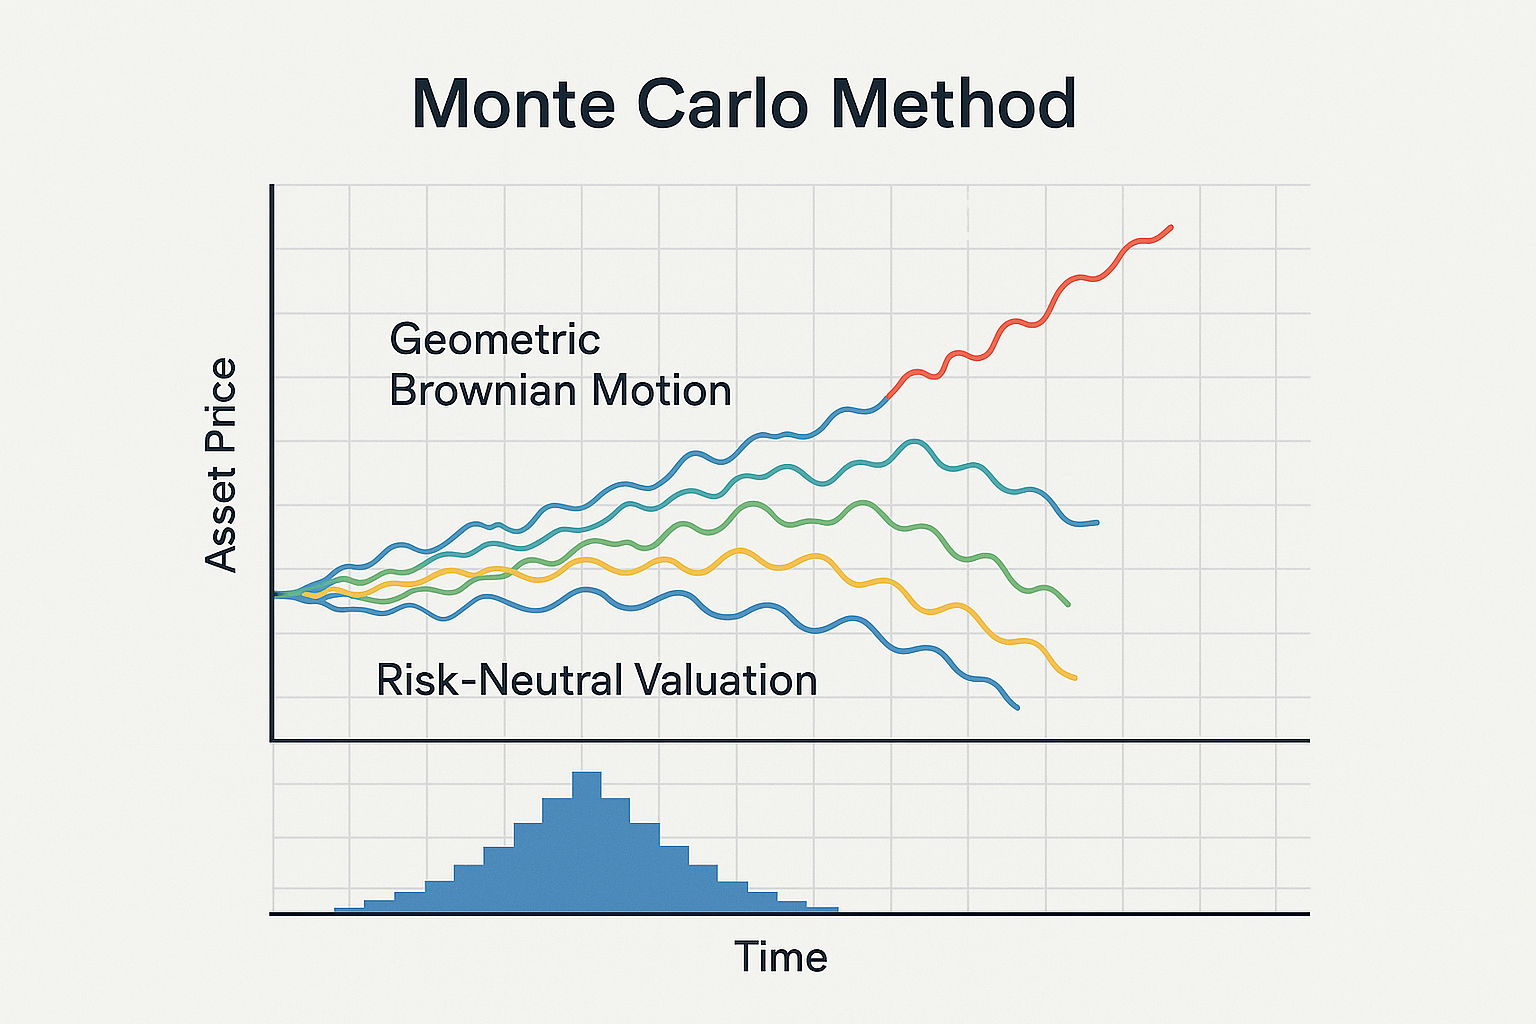 Monte Carlo Method
Geometric
Brownian Motion
Asset Price
Risk-Neutral Valuation
Time